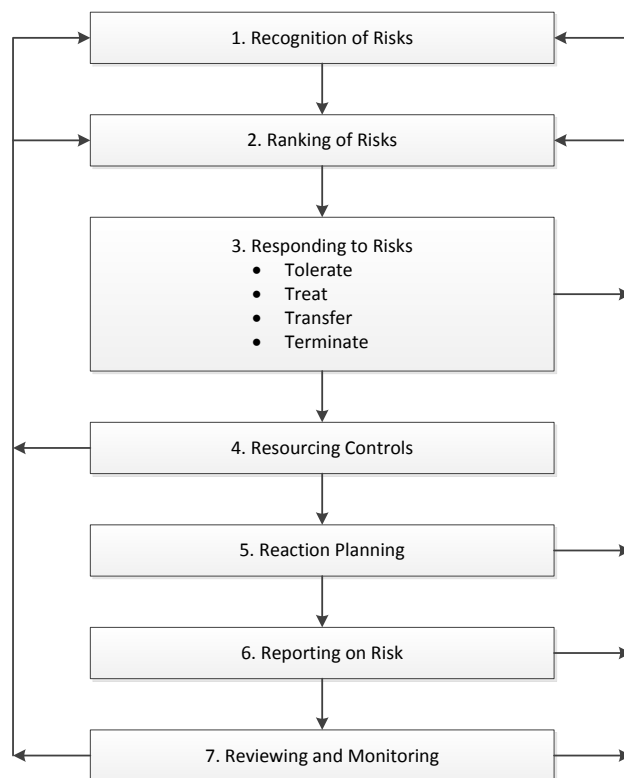 1. Recognition of Risks
2. Ranking of Risks
3. Responding to Risks
• Tolerate
• Treat
• Transfer
• Terminate
4. Resourcing Controls
5. Reaction Planning
6. Reporting on Risk
7. Reviewing and Monitoring